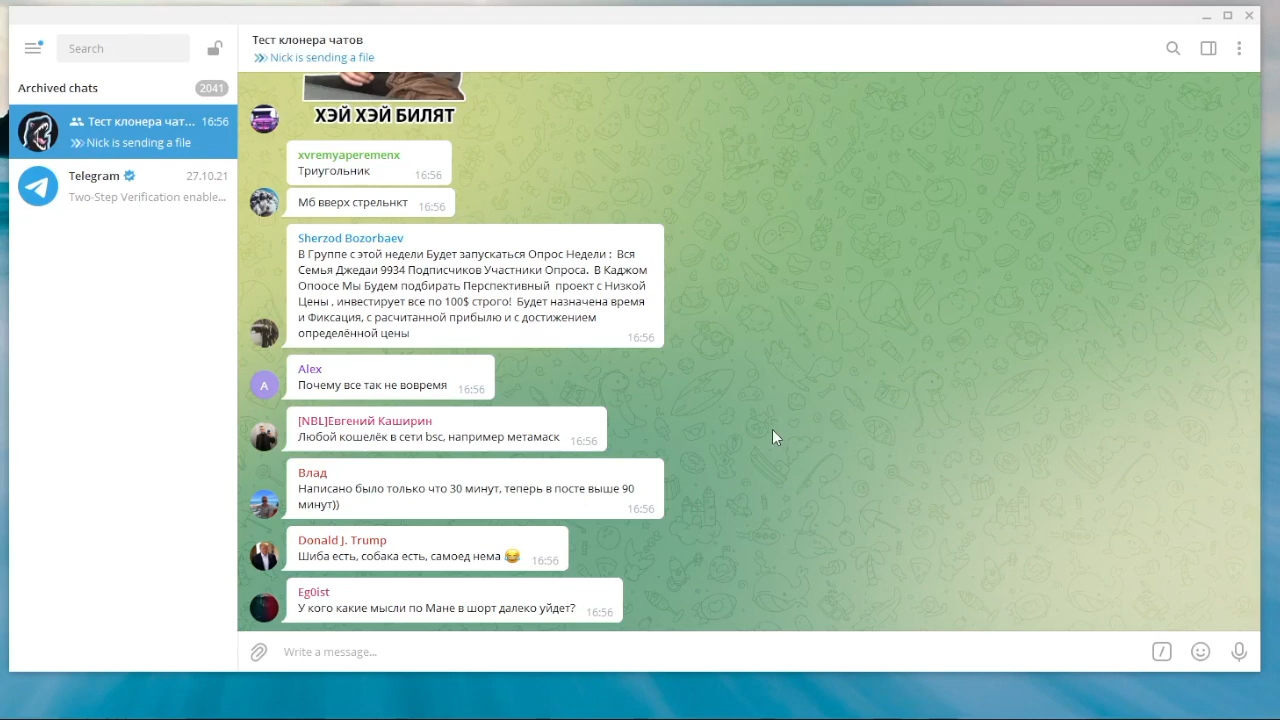 Search
Archived chats
2041
Тест клонера чат...
16:56
Nick is sending a file
Telegram
27.10.21
Two-Step Verification enable...
Тест клонера чатов
Nick is sending a file
ХЭЙ ХЭЙ БИЛЯТ
xvremyaperemenx
Триугольник
16:56
Мб вверх стрельнкт
16:56
Sherzod Bozorbaev
В Группе с этой недели Будет запускаться Опрос Недели : Вся
Семья Джедаи 9934 Подписчиков Участники Опроса. В Каджом
Опоосе Мы Будем подбирать Перспективный проект с Низкой
Цены , инвестирует все по 100$ строго! Будет назначена время
и Фиксация, с расчитанной прибылю и с достижением
определённой цены
16:56
A
Alex
Почему все так не вовремя
16:56
[NBL]Евгений Каширин
Любой кошелёк в сети bsc, например метамаск
16:56
Влад
Написано было только что 30 минут, теперь в посте выше 90
минут))
16:56
Donald J. Trump
Шиба есть, собака есть, самоед нема 😂
16:56
Eg0ist
У кого какие мысли по Мане в шорт далеко уйдет?
16:56
Write a message...